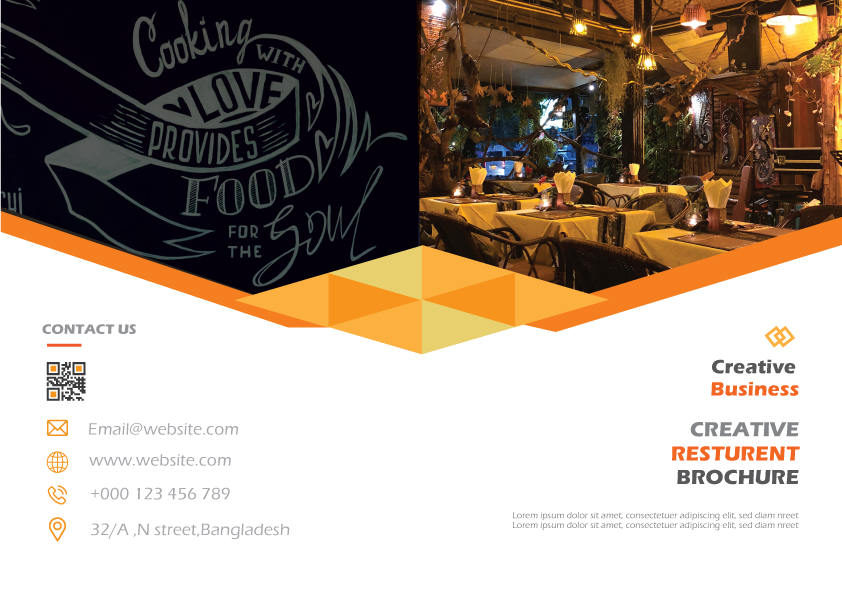 Cooking
WITH
LOVE
PROVIDES
FOOD
FOR
THE
Soul
rui
CONTACT US
Email@website.com
www.website.com
+000 123 456 789
32/A ,N street,Bangladesh
Creative
Business
CREATIVE
RESTURENT
BROCHURE
Lorem ipsum dolor sit amet, consectetuer adipiscing elit, sed diam nreet
Lorem ipsum dolor sit amet, consectetuer adipiscing elit, sed diam nreet